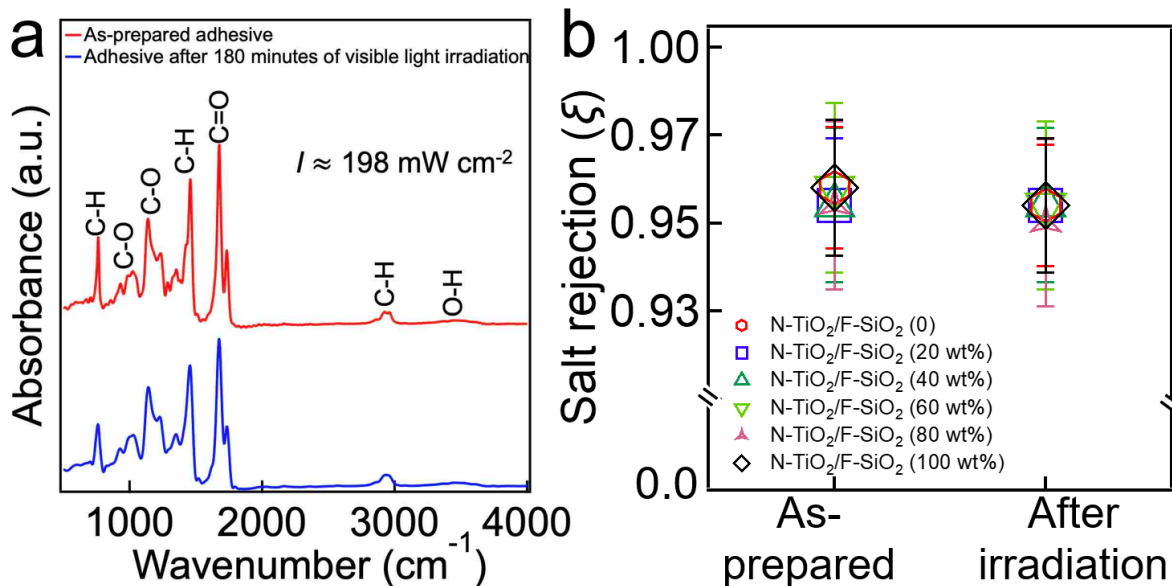 a
As-prepared adhesive
Adhesive after 180 minutes of visible light irradiation
C-H
C-O
C-O
C-H
C=O
C-H
O-H
I ≈ 198 mW cm-2
Absorbance (a.u.)
1000 2000 3000 4000
Wavenumber (cm-1)
b
Salt rejection (ξ)
1.00
0.97
0.95
0.93
0.0
N-TiO2/F-SiO2 (0)
N-TiO2/F-SiO2 (20 wt%)
N-TiO2/F-SiO2 (40 wt%)
N-TiO2/F-SiO2 (60 wt%)
N-TiO2/F-SiO2 (80 wt%)
N-TiO2/F-SiO2 (100 wt%)
As- After
prepared irradiation